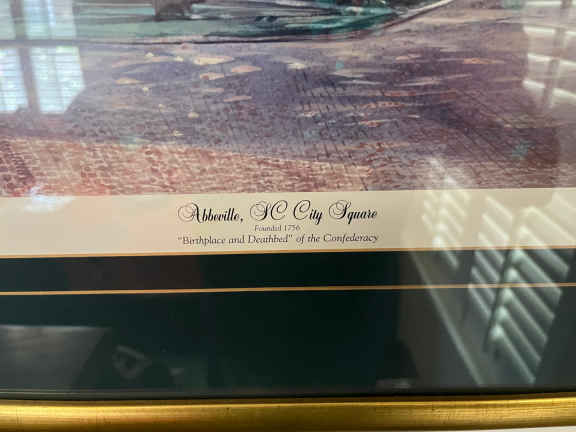 Abbeville, SC City Square
Founded 1756
"Birthplace and Deathbed" of the Confederacy